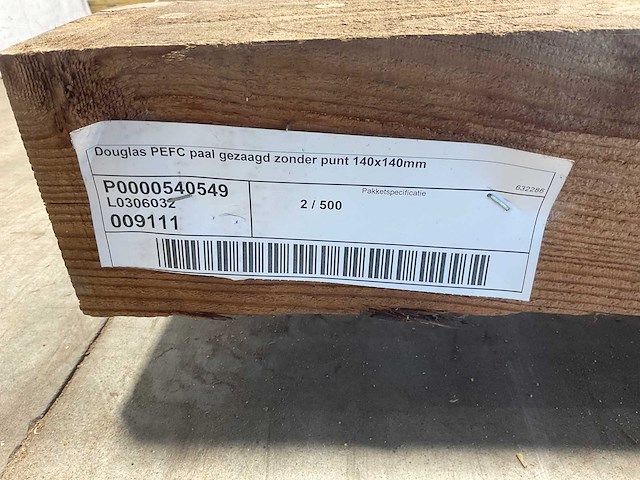 Douglas PEFC paal gezaagd zonder punt 140x140mm
632286
P0000540549
L0306032
009111
Pakketspecificatie
2 / 500